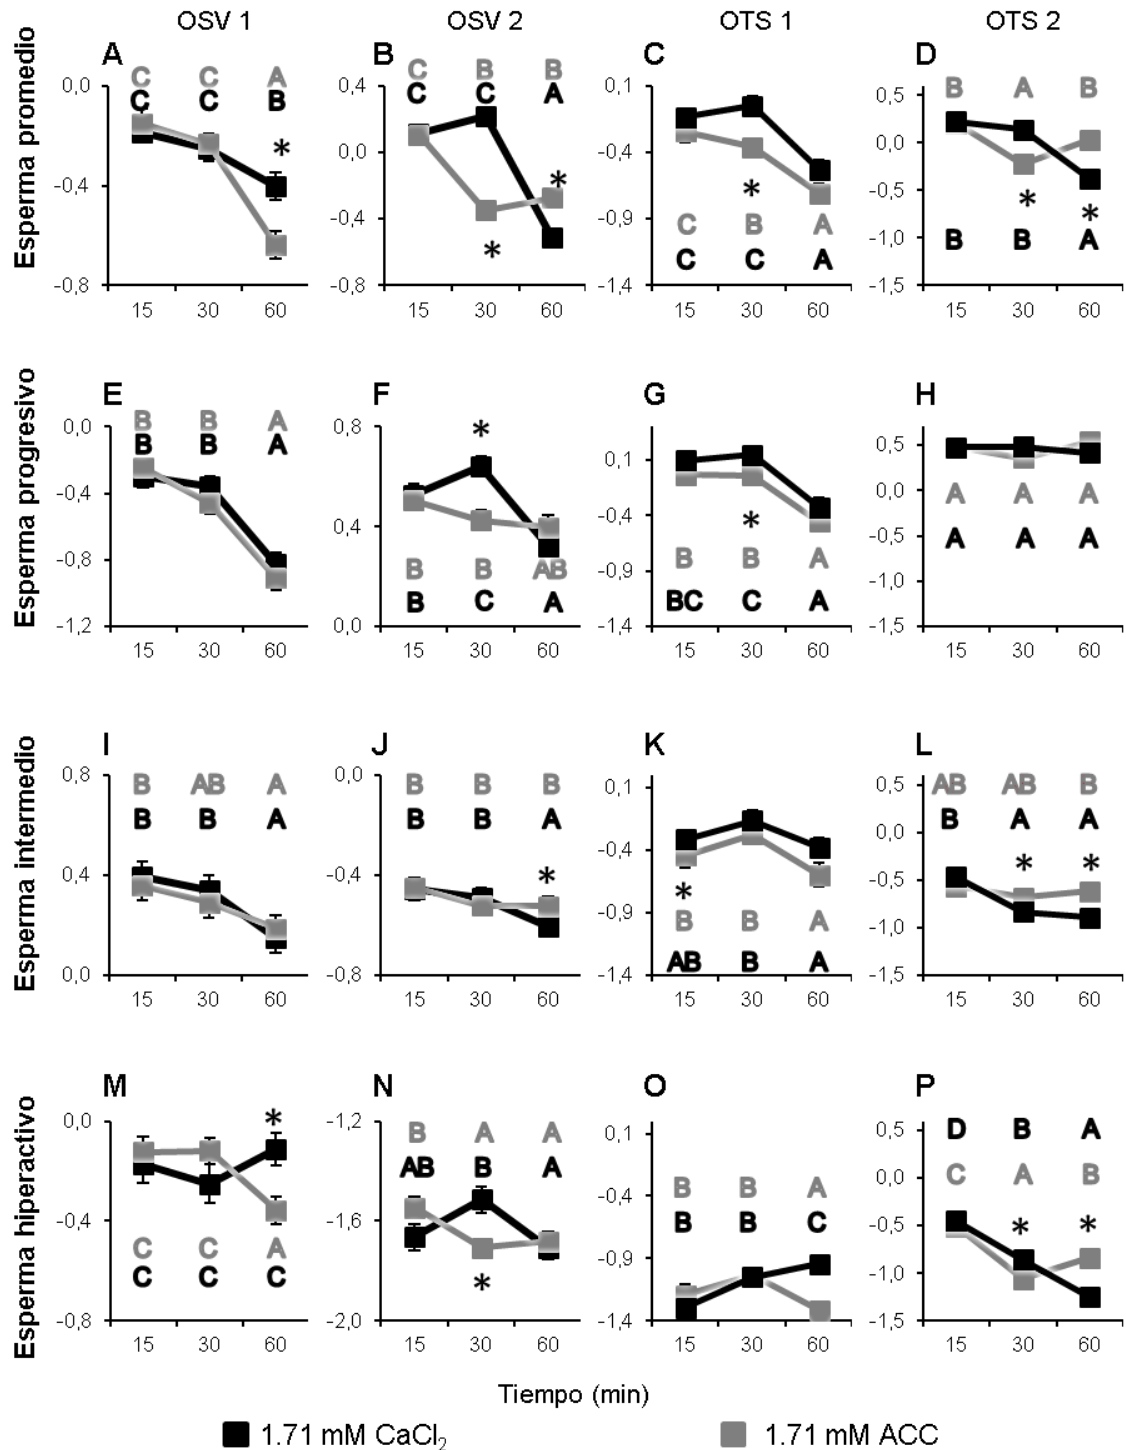 OSV 1 OSV 2 OTS 1 OTS 2
Esperma promedio
A B C D
C C A C B B 0,1 0,5 B A B
0,0 C C B 0,4 C C A
* 0,0 * -0,4 0,0
-0,4 -0,4 * * -0,5 * *
-0,9 C B A -1,0 B B A
-0,8 -0,8 -1,4 C C A -1,5
15 30 60 15 30 60 15 30 60 15 30 60
Esperma progresivo
E F G H
0,0 B B A 0,8 * 0,1 0,5
B B A -0,4 * 0,0 A A A
-0,4 0,4 -0,5 A A A
-0,8 B B AB -0,9 B B A -1,0
B C A BC C A
-1,2 0,0 -1,4 -1,5
15 30 60 15 30 60 15 30 60 15 30 60
Esperma intermedio
I J K L
0,8 B AB A 0,0 B B B 0,1 0,5 AB AB B
B B A B B A 0,0 B A A
0,4 -0,4 * -0,4 * -0,5 * *
-0,9 B B A -1,0
0,0 -0,8 -1,4 AB B A -1,5
15 30 60 15 30 60 15 30 60 15 30 60
Esperma hiperactivo
M N O P
0,0 * -1,2 B A A 0,1 0,5 D B A
AB B A -0,4 B B A 0,0 C A B
-0,4 -1,6 B B C -0,5 * *
C C A * -0,9 -1,0
C C C
-0,8 -2,0 -1,4 -1,5
15 30 60 15 30 60 15 30 60 15 30 60
Tiempo (min)
1.71 mM CaCl₂ 1.71 mM ACC